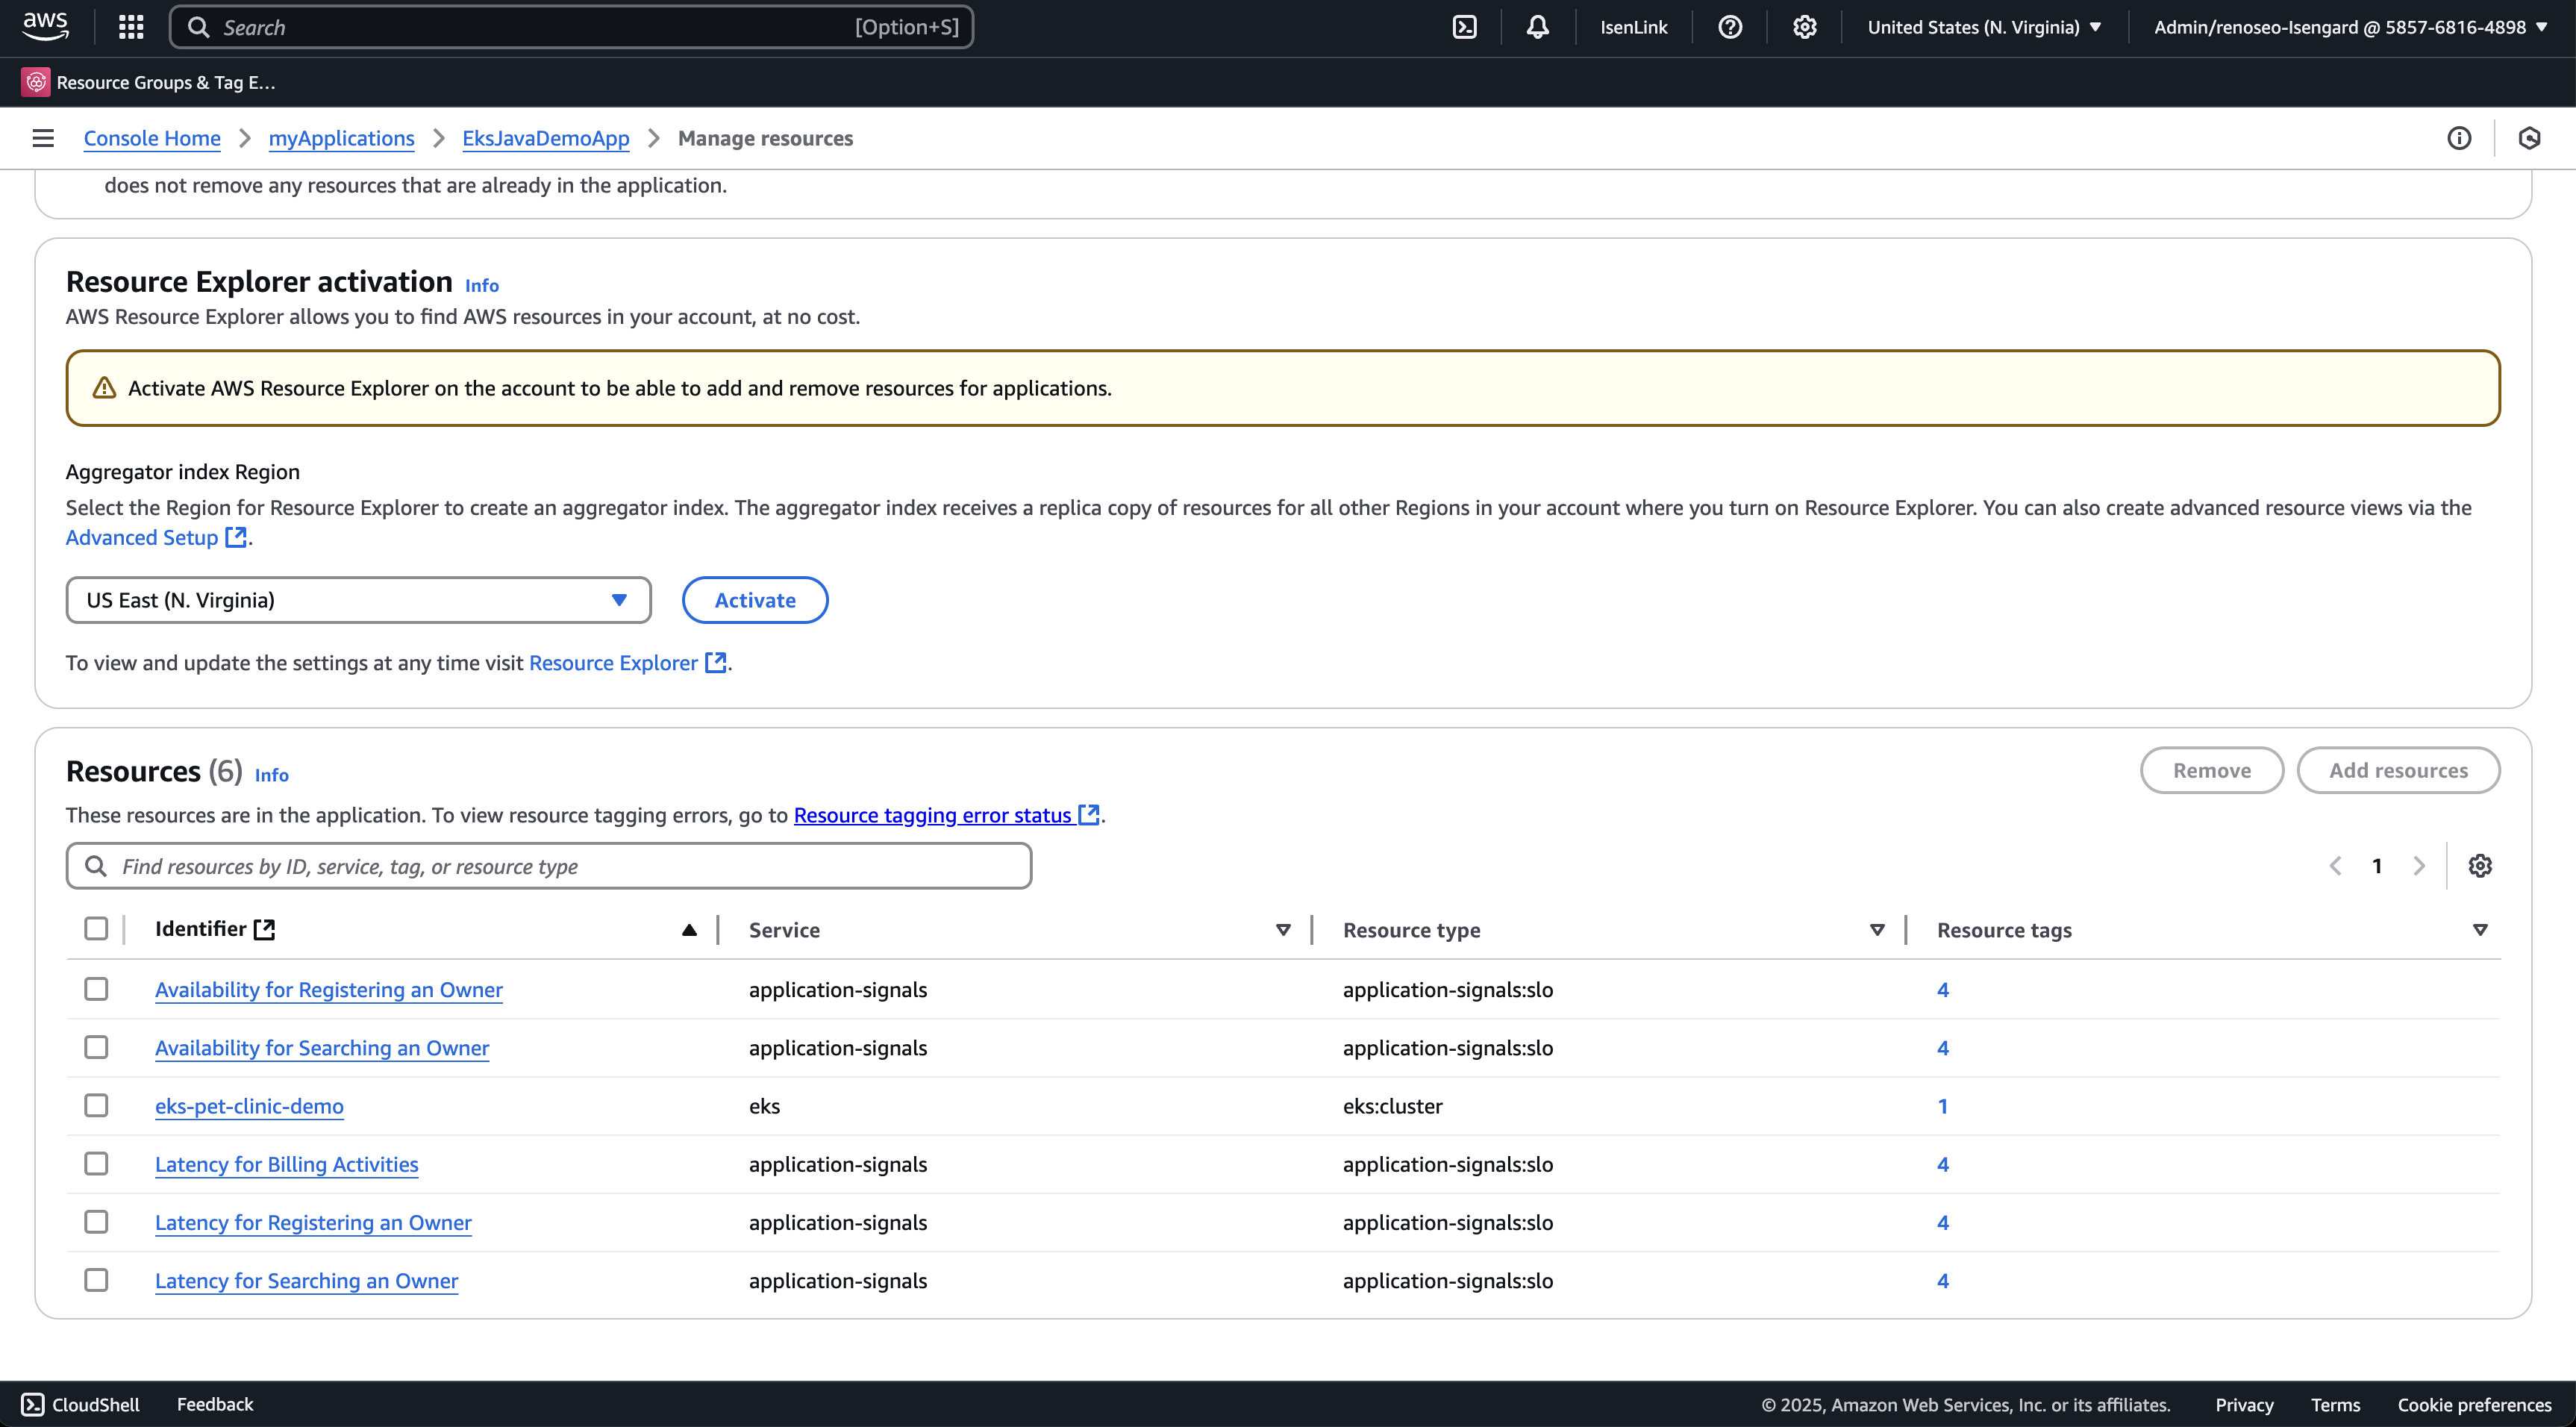 aws
Search [Option+S]
IsenLink
United States (N. Virginia)
Admin/renoseo-Isengard @ 5857-6816-4898
Resource Groups & Tag E...
Console Home > myApplications > EksJavaDemoApp > Manage resources
does not remove any resources that are already in the application.
Resource Explorer activation Info
AWS Resource Explorer allows you to find AWS resources in your account, at no cost.
Activate AWS Resource Explorer on the account to be able to add and remove resources for applications.
Aggregator index Region
Select the Region for Resource Explorer to create an aggregator index. The aggregator index receives a replica copy of resources for all other Regions in your account where you turn on Resource Explorer. You can also create advanced resource views via the
Advanced Setup.
US East (N. Virginia) Activate
To view and update the settings at any time visit Resource Explorer.
Resources (6) Info Remove Add resources
These resources are in the application. To view resource tagging errors, go to Resource tagging error status.
Find resources by ID, service, tag, or resource type 1
Identifier Service Resource type Resource tags
Availability for Registering an Owner application-signals application-signals:slo 4
Availability for Searching an Owner application-signals application-signals:slo 4
eks-pet-clinic-demo eks eks:cluster 1
Latency for Billing Activities application-signals application-signals:slo 4
Latency for Registering an Owner application-signals application-signals:slo 4
Latency for Searching an Owner application-signals application-signals:slo 4
CloudShell Feedback © 2025, Amazon Web Services, Inc. or its affiliates. Privacy Terms Cookie preferences